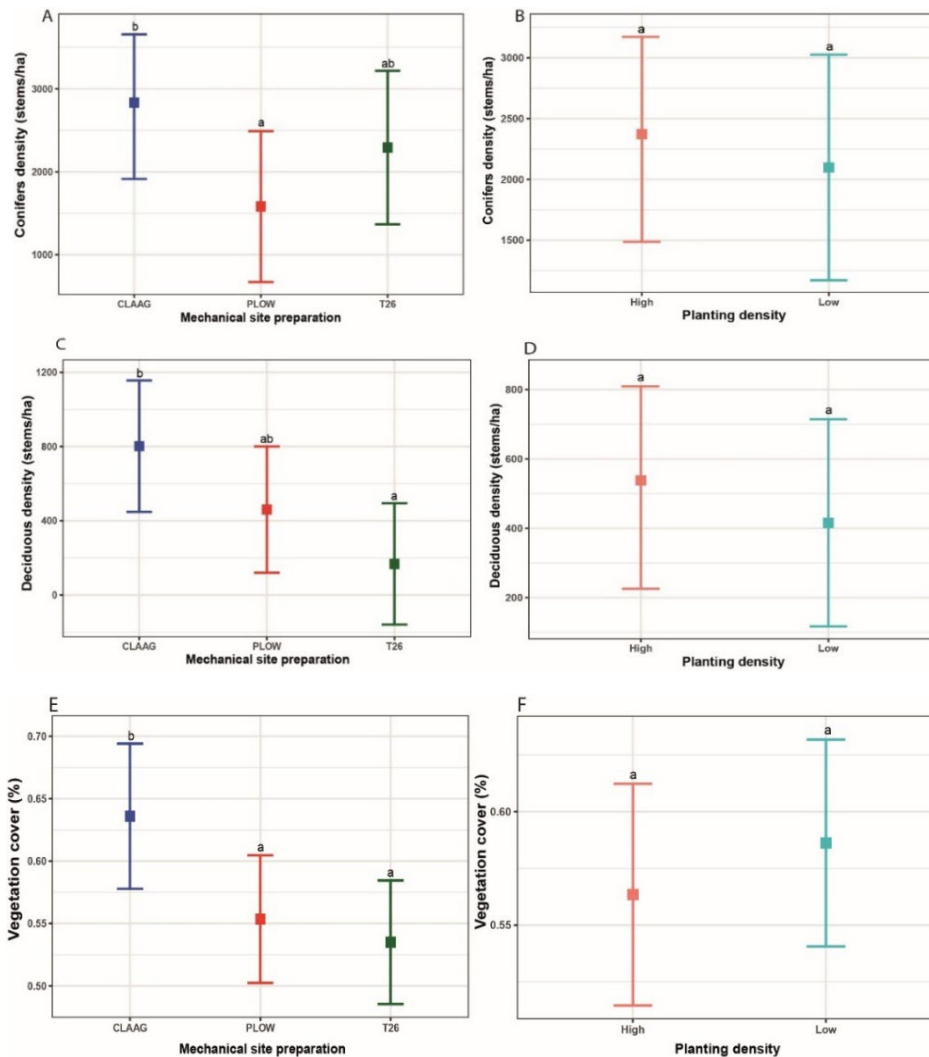 A
b
a
ab
Conifers density (stems/ha)
3000
2000
1000
CLAAG PLOW T26
Mechanical site preparation
B
a
a
Conifers density (stems/ha)
3000
2500
2000
1500
High Low
Planting density
C
b
ab
a
Deciduous density (stems/ha)
1200
800
400
0
CLAAG PLOW T26
Mechanical site preparation
D
a
a
Deciduous density (stems/ha)
800
600
400
200
High Low
Planting density
E
b
a
a
Vegetation cover (%)
0.70
0.65
0.60
0.55
0.50
CLAAG PLOW T26
Mechanical site preparation
F
a
a
Vegetation cover (%)
0.60
0.55
High Low
Planting density